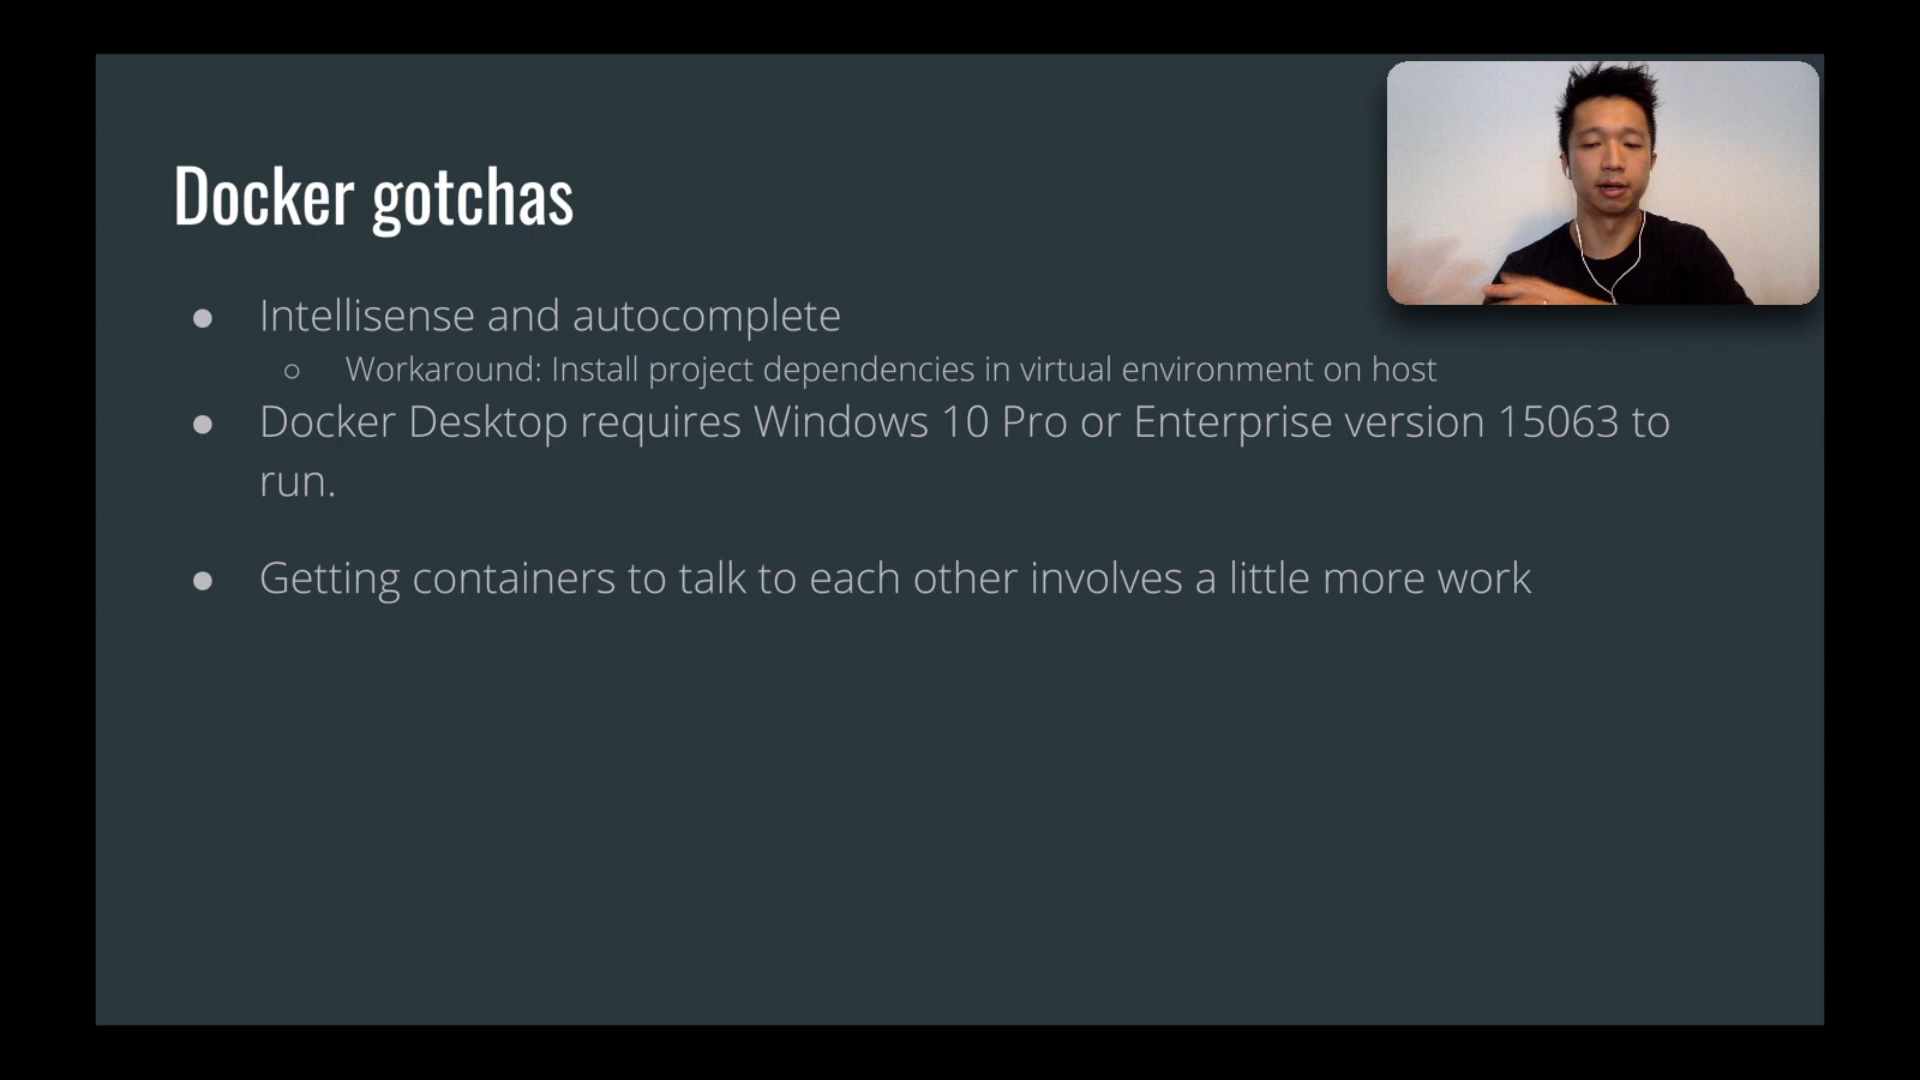 Docker gotchas
● Intellisense and autocomplete
○ Workaround: Install project dependencies in virtual environment on host
● Docker Desktop requires Windows 10 Pro or Enterprise version 15063 to
run.
● Getting containers to talk to each other involves a little more work